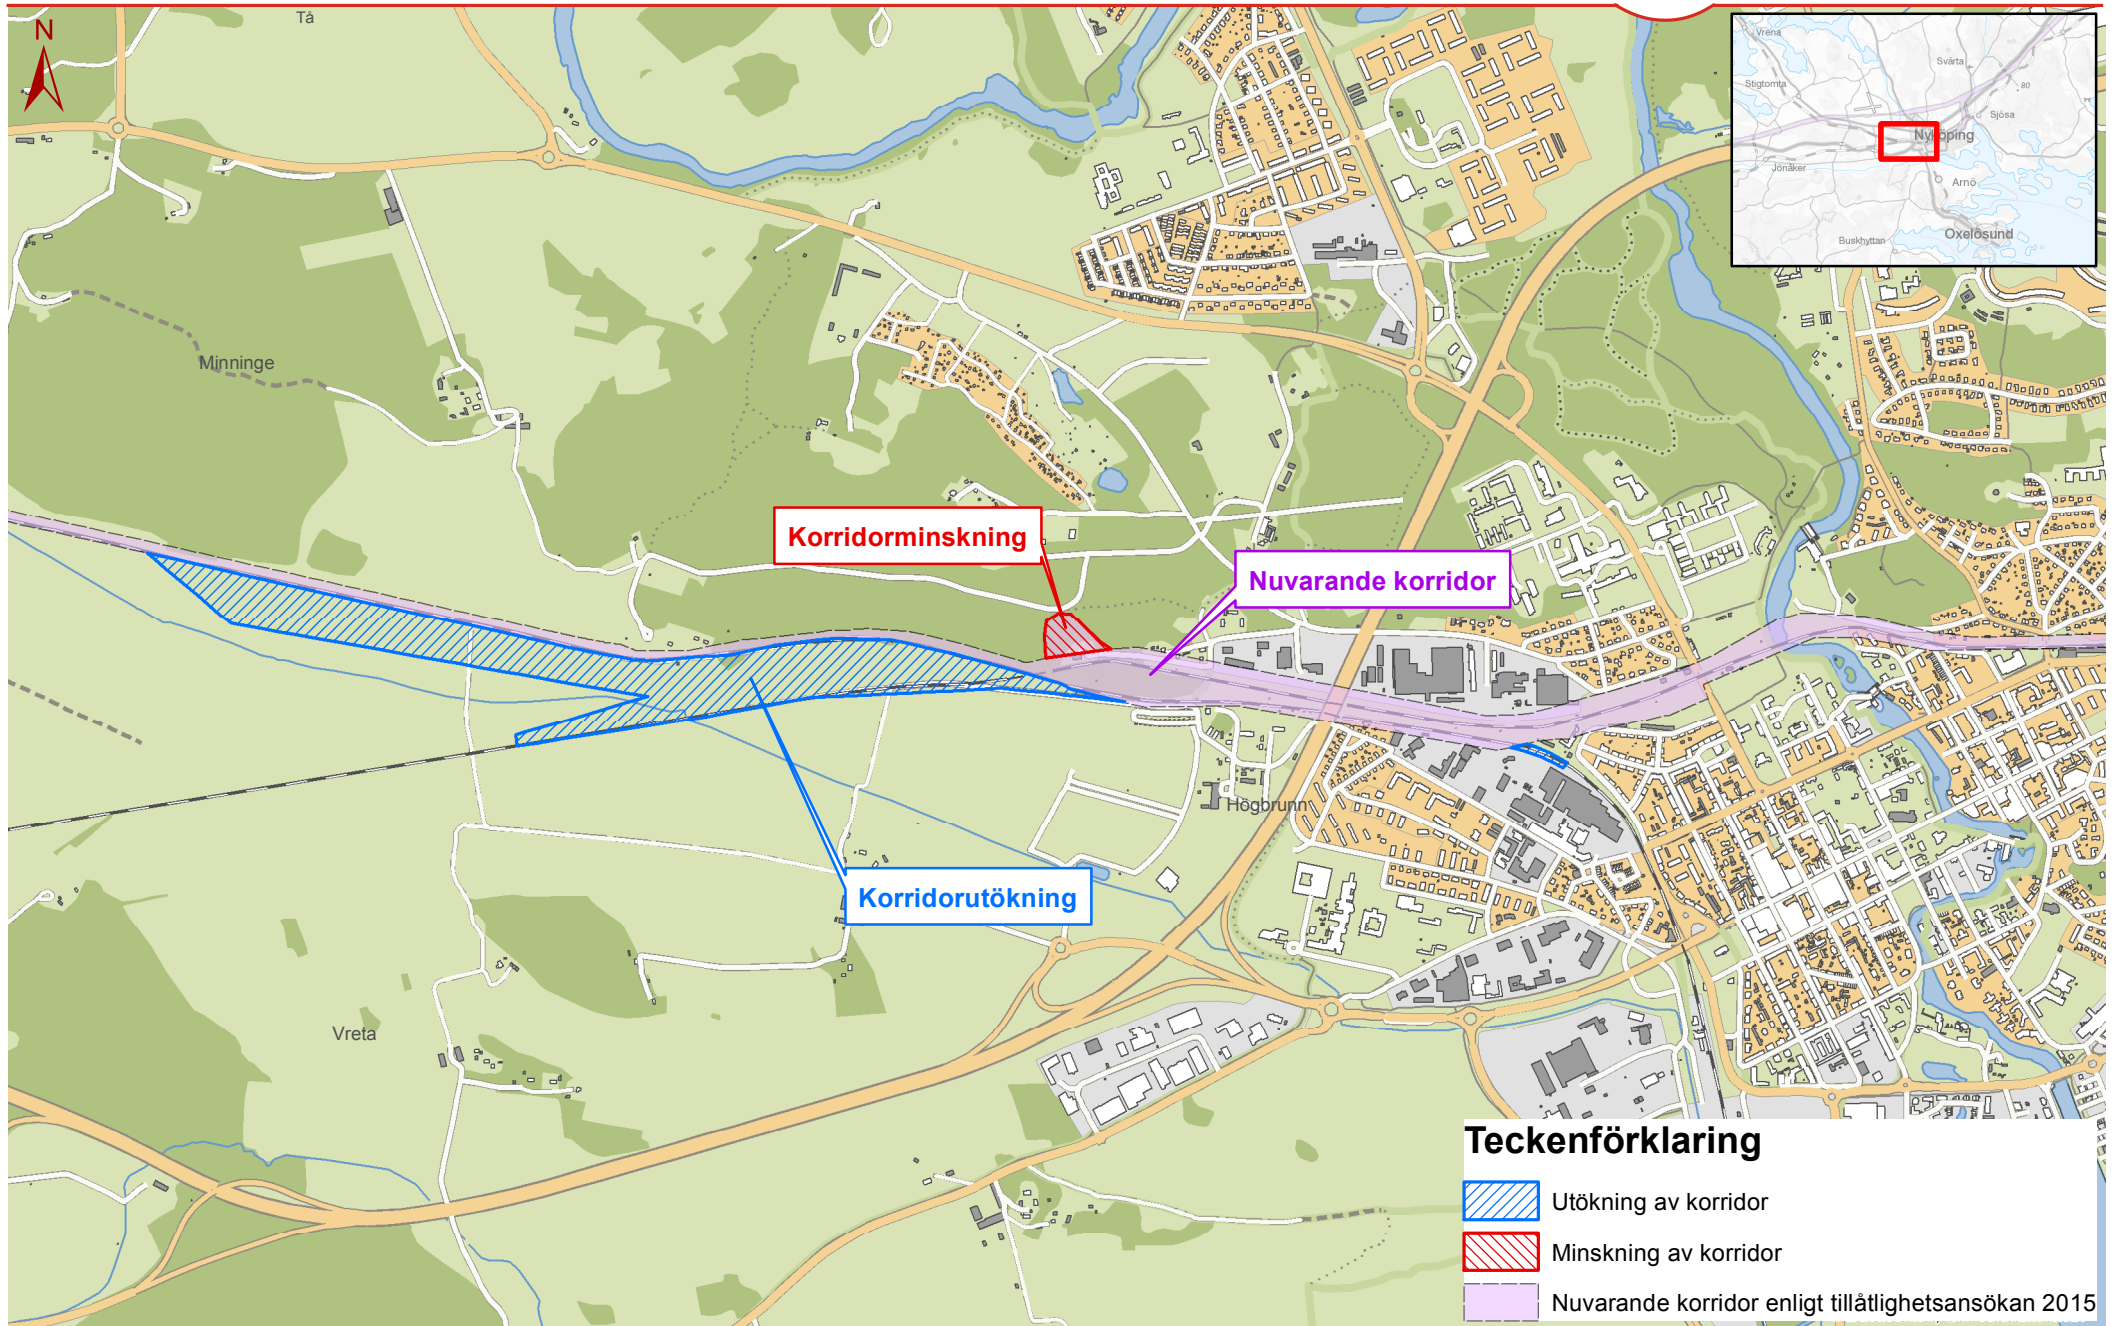 Tå
N
Vrena
Svärta
Stigtomta
80
Sjösa
Nyköping
Jönåker
Arnö
Buskhyttan
Oxelösund
Minninge
Korridorminskning
Nuvarande korridor
Högbrunn
Korridorutökning
Vreta
Teckenförklaring
Utökning av korridor
Minskning av korridor
Nuvarande korridor enligt tillåtlighetsansökan 2015